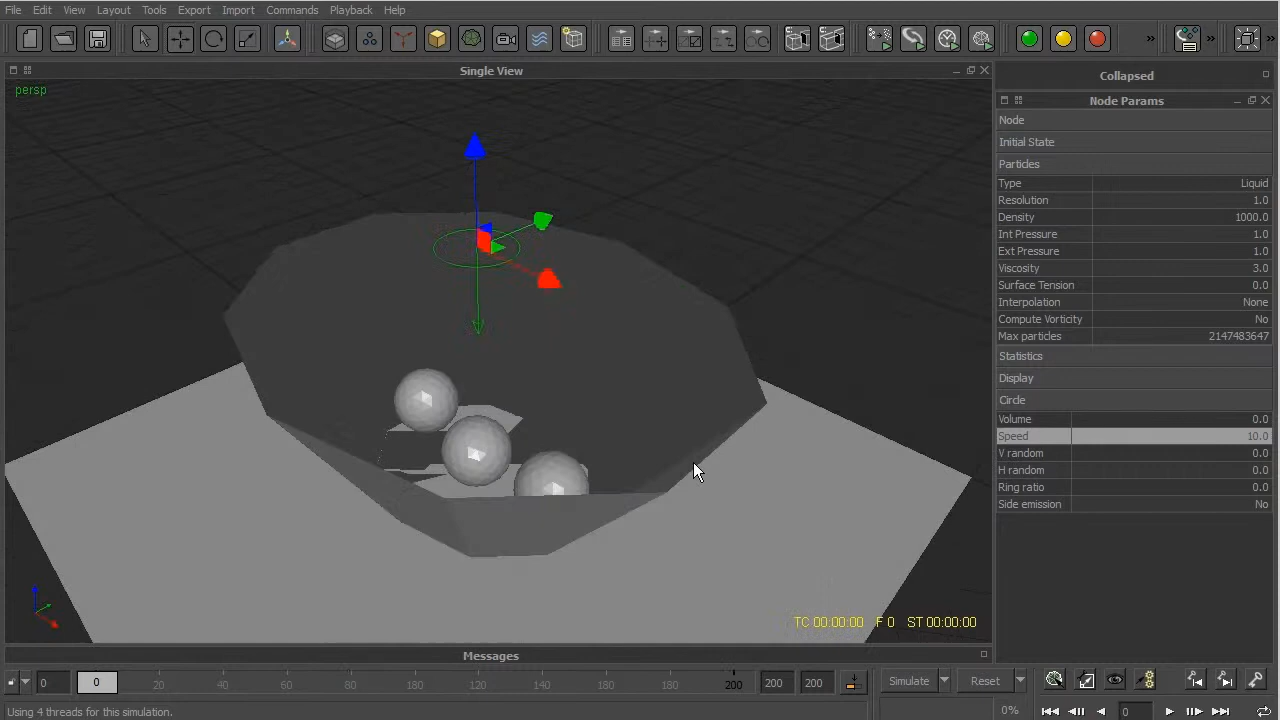 File Edit View Layout Tools Export Import Commands Playback Help
» » »
Single View
persp
Collapsed
Node Params
Node
Initial State
Particles
Type Liquid
Resolution 1.0
Density 1000.0
Int Pressure 1.0
Ext Pressure 1.0
Viscosity 3.0
Surface Tension 0.0
Interpolation None
Compute Vorticity No
Max particles 2147483647
Statistics
Display
Circle
Volume 0.0
Speed 10.0
V random 0.0
H random 0.0
Ring ratio 0.0
Side emission No
TC 00:00:00 F 0 ST 00:00:00
Messages
0 0 20 40 60 80 100 120 140 160 180 180 200 200 200 Simulate Reset
Using 4 threads for this simulation. 0% 0